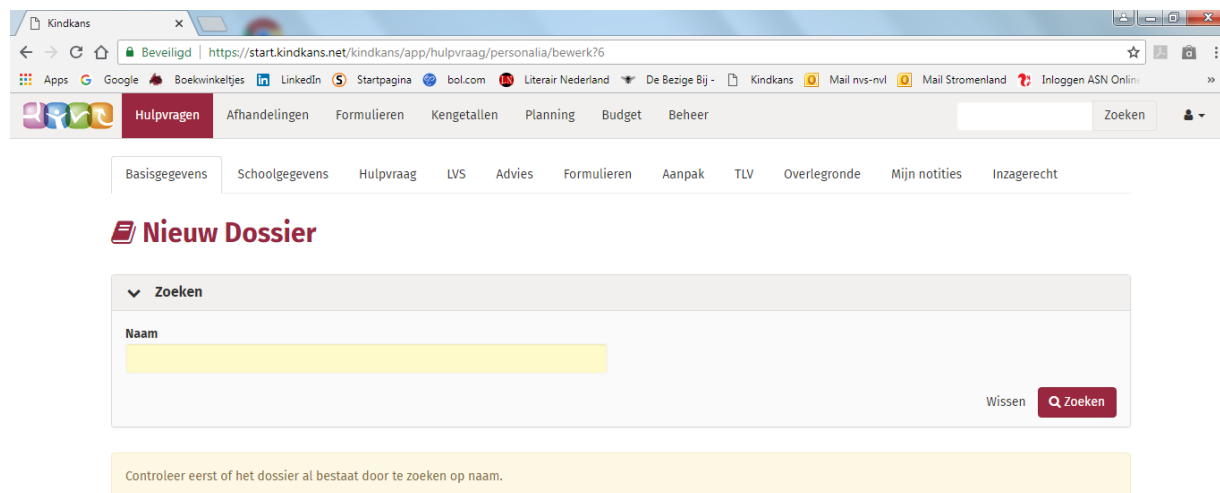 Kindkans
Beveiligd | https://start.kindkans.net/kindkans/app/hulpvraag/personalia/bewerk?6
Apps Google Boekwinkeltjes LinkedIn Startpagina bol.com Literair Nederland De Bezige Bij - Kindkans Mail nvs-nvl Mail Stromenland Inloggen ASN Online
Hulpvragen Afhandelingen Formulieren Kengetallen Planning Budget Beheer Zoeken
Basisgegevens Schoolgegevens Hulpvraag LVS Advies Formulieren Aanpak TLV Overlegronde Mijn notities Inzagerecht
Nieuw Dossier
Zoeken
Naam
Wissen Zoeken
Controleer eerst of het dossier al bestaat door te zoeken op naam.